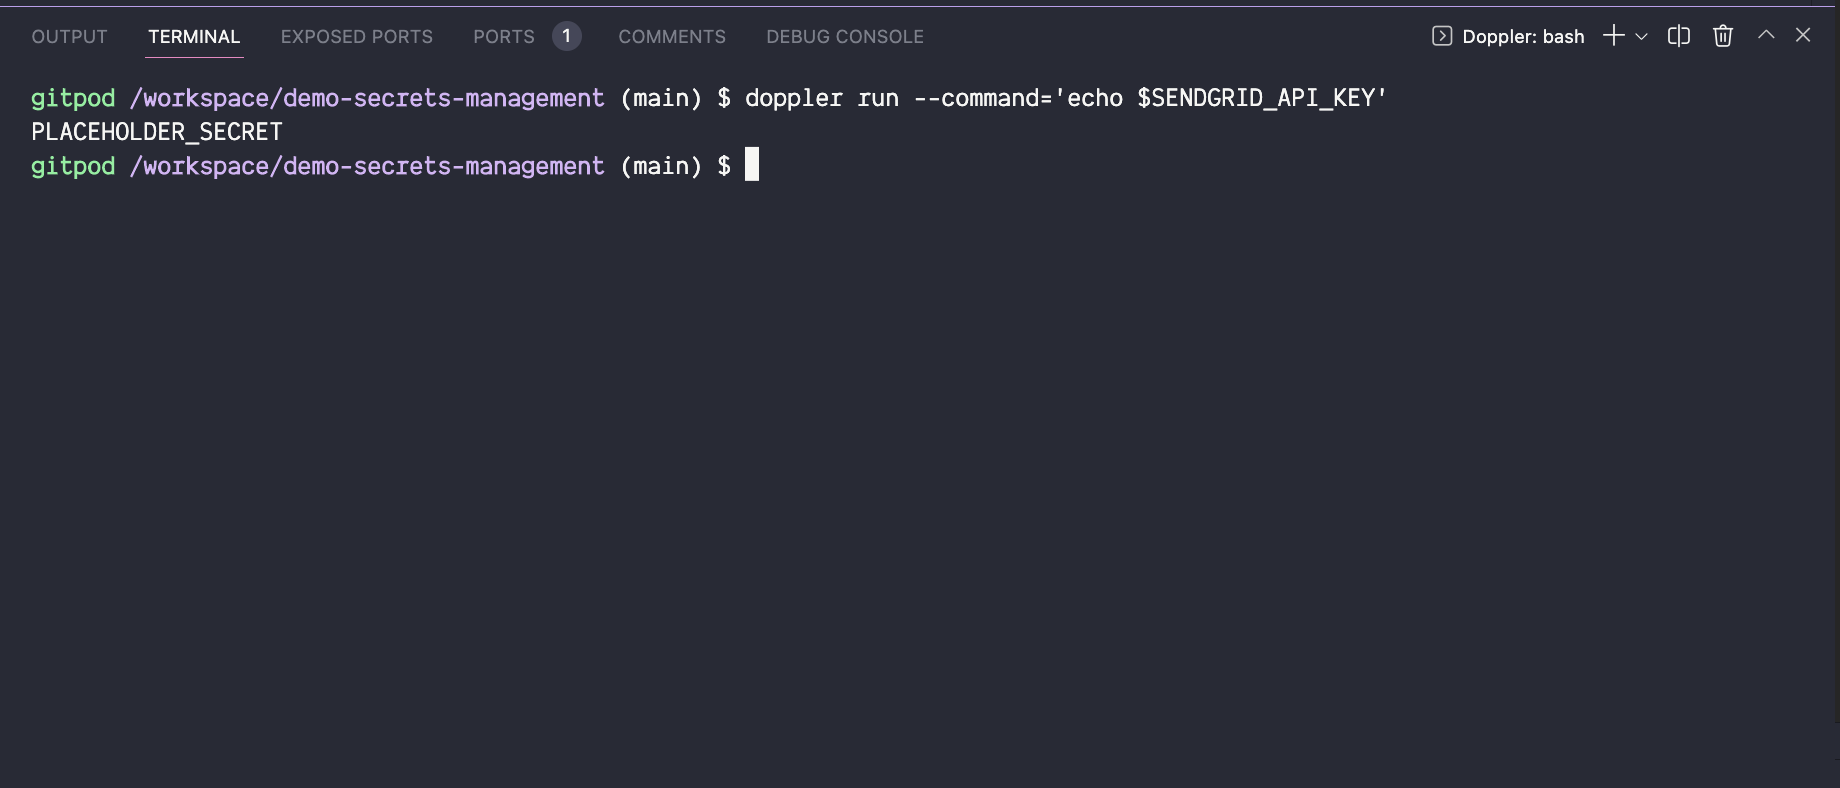 OUTPUT TERMINAL EXPOSED PORTS PORTS 1 COMMENTS DEBUG CONSOLE Doppler: bash
gitpod /workspace/demo-secrets-management (main) $ doppler run --command='echo $SENDGRID_API_KEY'
PLACEHOLDER_SECRET
gitpod /workspace/demo-secrets-management (main) $